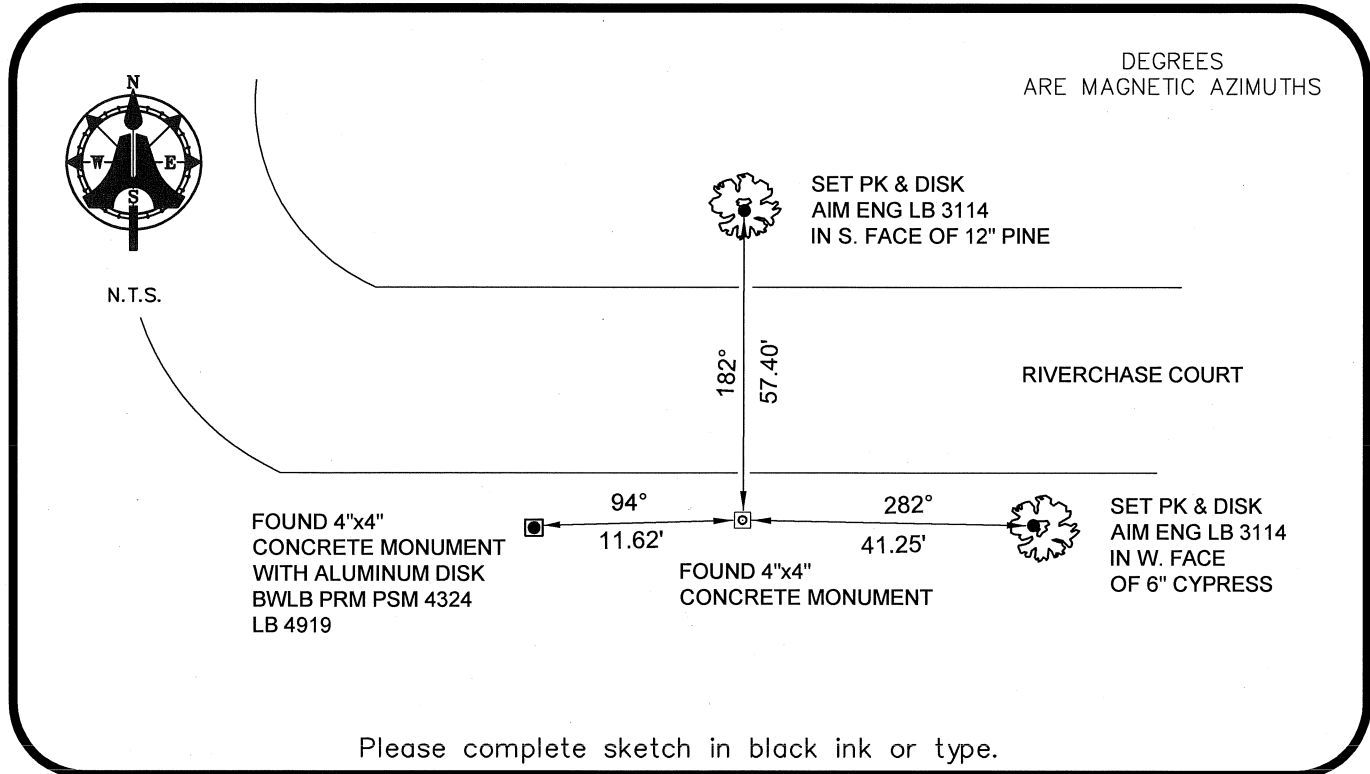 DEGREES
ARE MAGNETIC AZIMUTHS
N
W
E
S
N.T.S.
SET PK & DISK
AIM ENG LB 3114
IN S. FACE OF 12" PINE
182°
57.40'
RIVERCHASE COURT
FOUND 4"x4"
CONCRETE MONUMENT
WITH ALUMINUM DISK
BWLB PRM PSM 4324
LB 4919
94°
11.62'
FOUND 4"x4"
CONCRETE MONUMENT
282°
41.25'
SET PK & DISK
AIM ENG LB 3114
IN W. FACE
OF 6" CYPRESS
Please complete sketch in black ink or type.